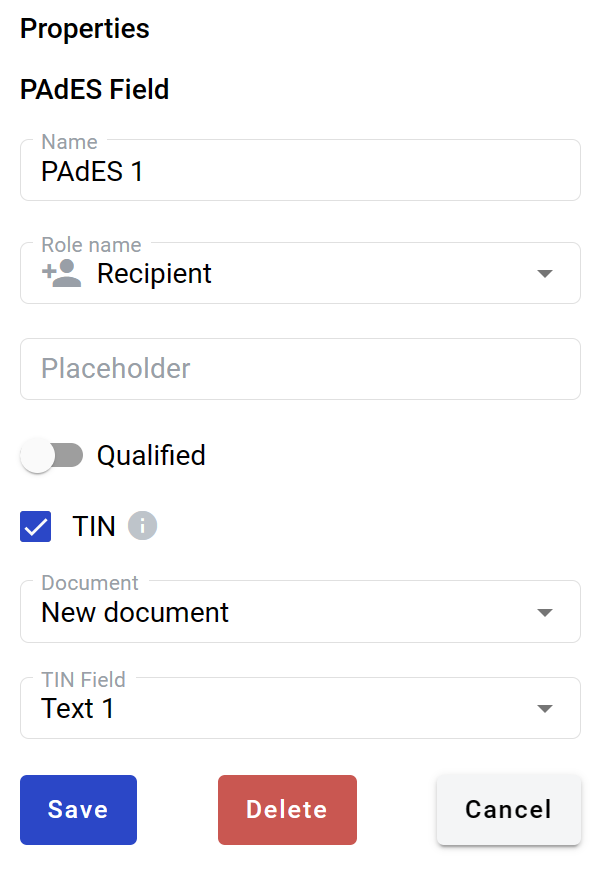 Properties
PAdES Field
Name
PAdES 1
Role name
Recipient
Placeholder
Qualified
TIN
Document
New document
TIN Field
Text 1
Save Delete Cancel